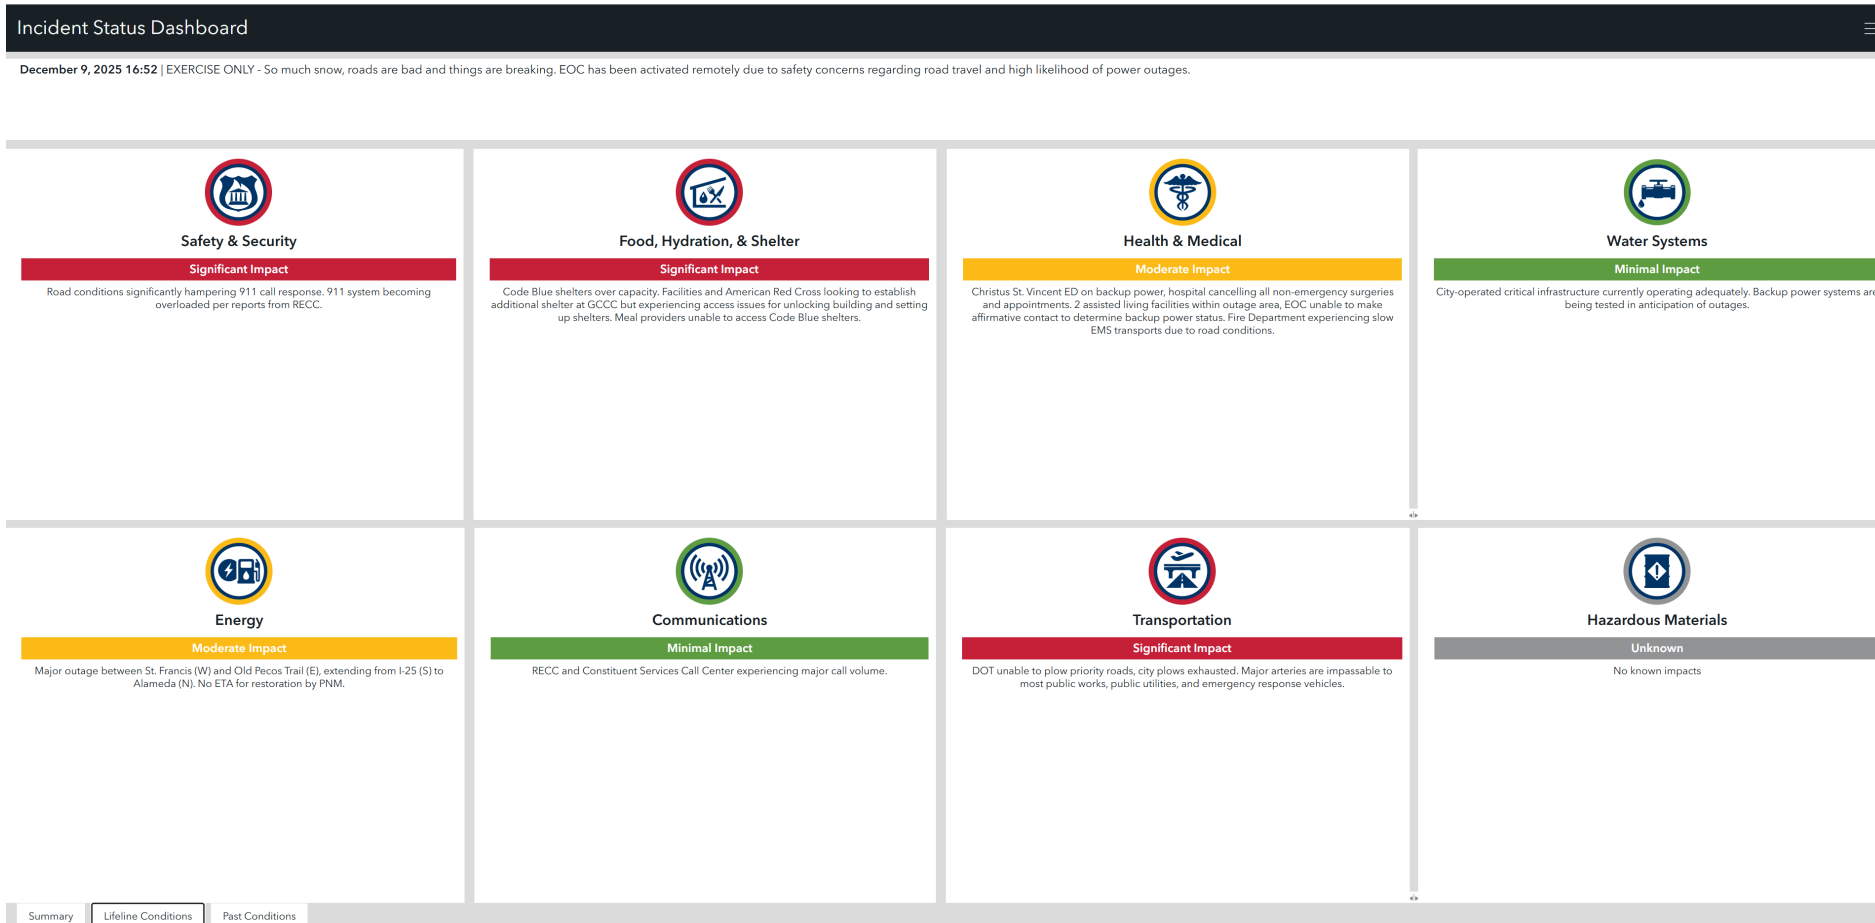 Incident Status Dashboard
December 9, 2025 16:52 | EXERCISE ONLY - So much snow, roads are bad and things are breaking. EOC has been activated remotely due to safety concerns regarding road travel and high likelihood of power outages.
Safety & Security
Significant Impact
Road conditions significantly hampering 911 call response. 911 system becoming
overloaded per reports from RECC.
Food, Hydration, & Shelter
Significant Impact
Code Blue shelters over capacity. Facilities and American Red Cross looking to establish
additional shelter at GCCC but experiencing access issues for unlocking building and setting
up shelters. Meal providers unable to access Code Blue shelters.
Health & Medical
Moderate Impact
Christus St. Vincent ED on backup power, hospital cancelling all non-emergency surgeries
and appointments. 2 assisted living facilities within outage area, EOC unable to make
affirmative contact to determine backup power status. Fire Department experiencing slow
EMS transports due to road conditions.
Water Systems
Minimal Impact
City-operated critical infrastructure currently operating adequately. Backup power systems are
being tested in anticipation of outages.
Energy
Moderate Impact
Major outage between St. Francis (W) and Old Pecos Trail (E), extending from I-25 (S) to
Alameda (N). No ETA for restoration by PNM.
Communications
Minimal Impact
RECC and Constituent Services Call Center experiencing major call volume.
Transportation
Significant Impact
DOT unable to plow priority roads, city plows exhausted. Major arteries are impassable to
most public works, public utilities, and emergency response vehicles.
Hazardous Materials
Unknown
No known impacts
Summary
Lifeline Conditions
Past Conditions